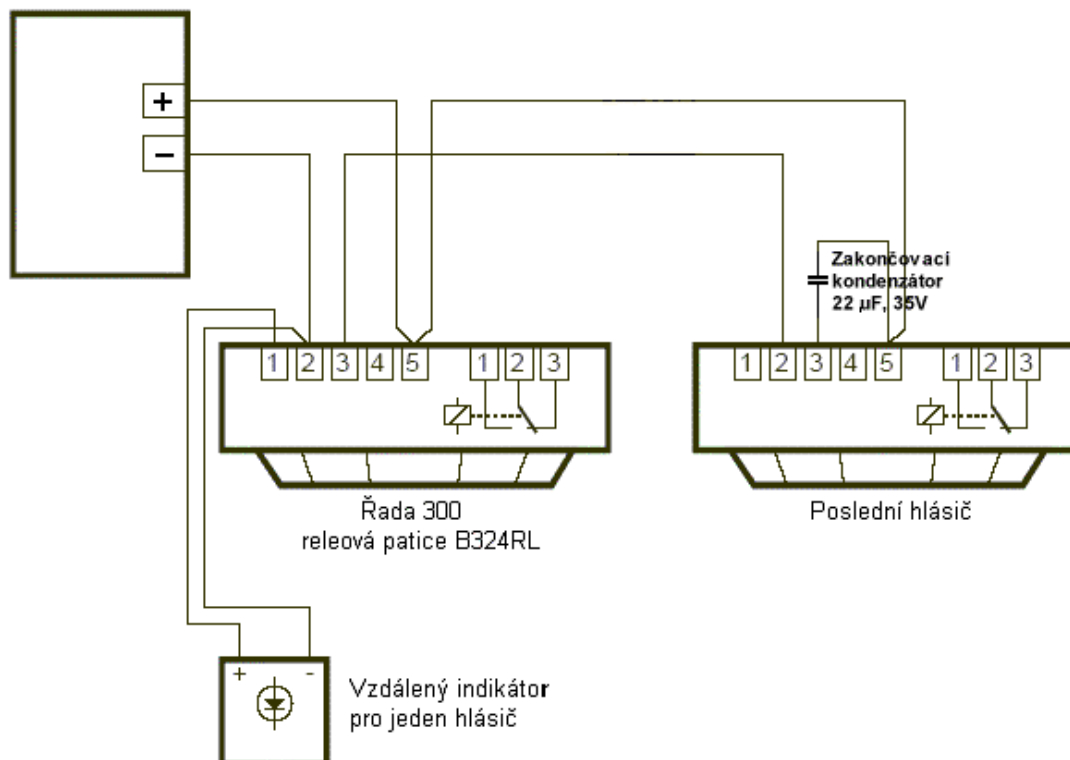 +
−
Zakončovaci
kondenzátor
22 µF, 35V
1 2 3 4 5 1 2 3
1 2 3 4 5 1 2 3
Řada 300
releová patice B324RL
Poslední hlásič
+ -
Vzdálený indikátor
pro jeden hlásič